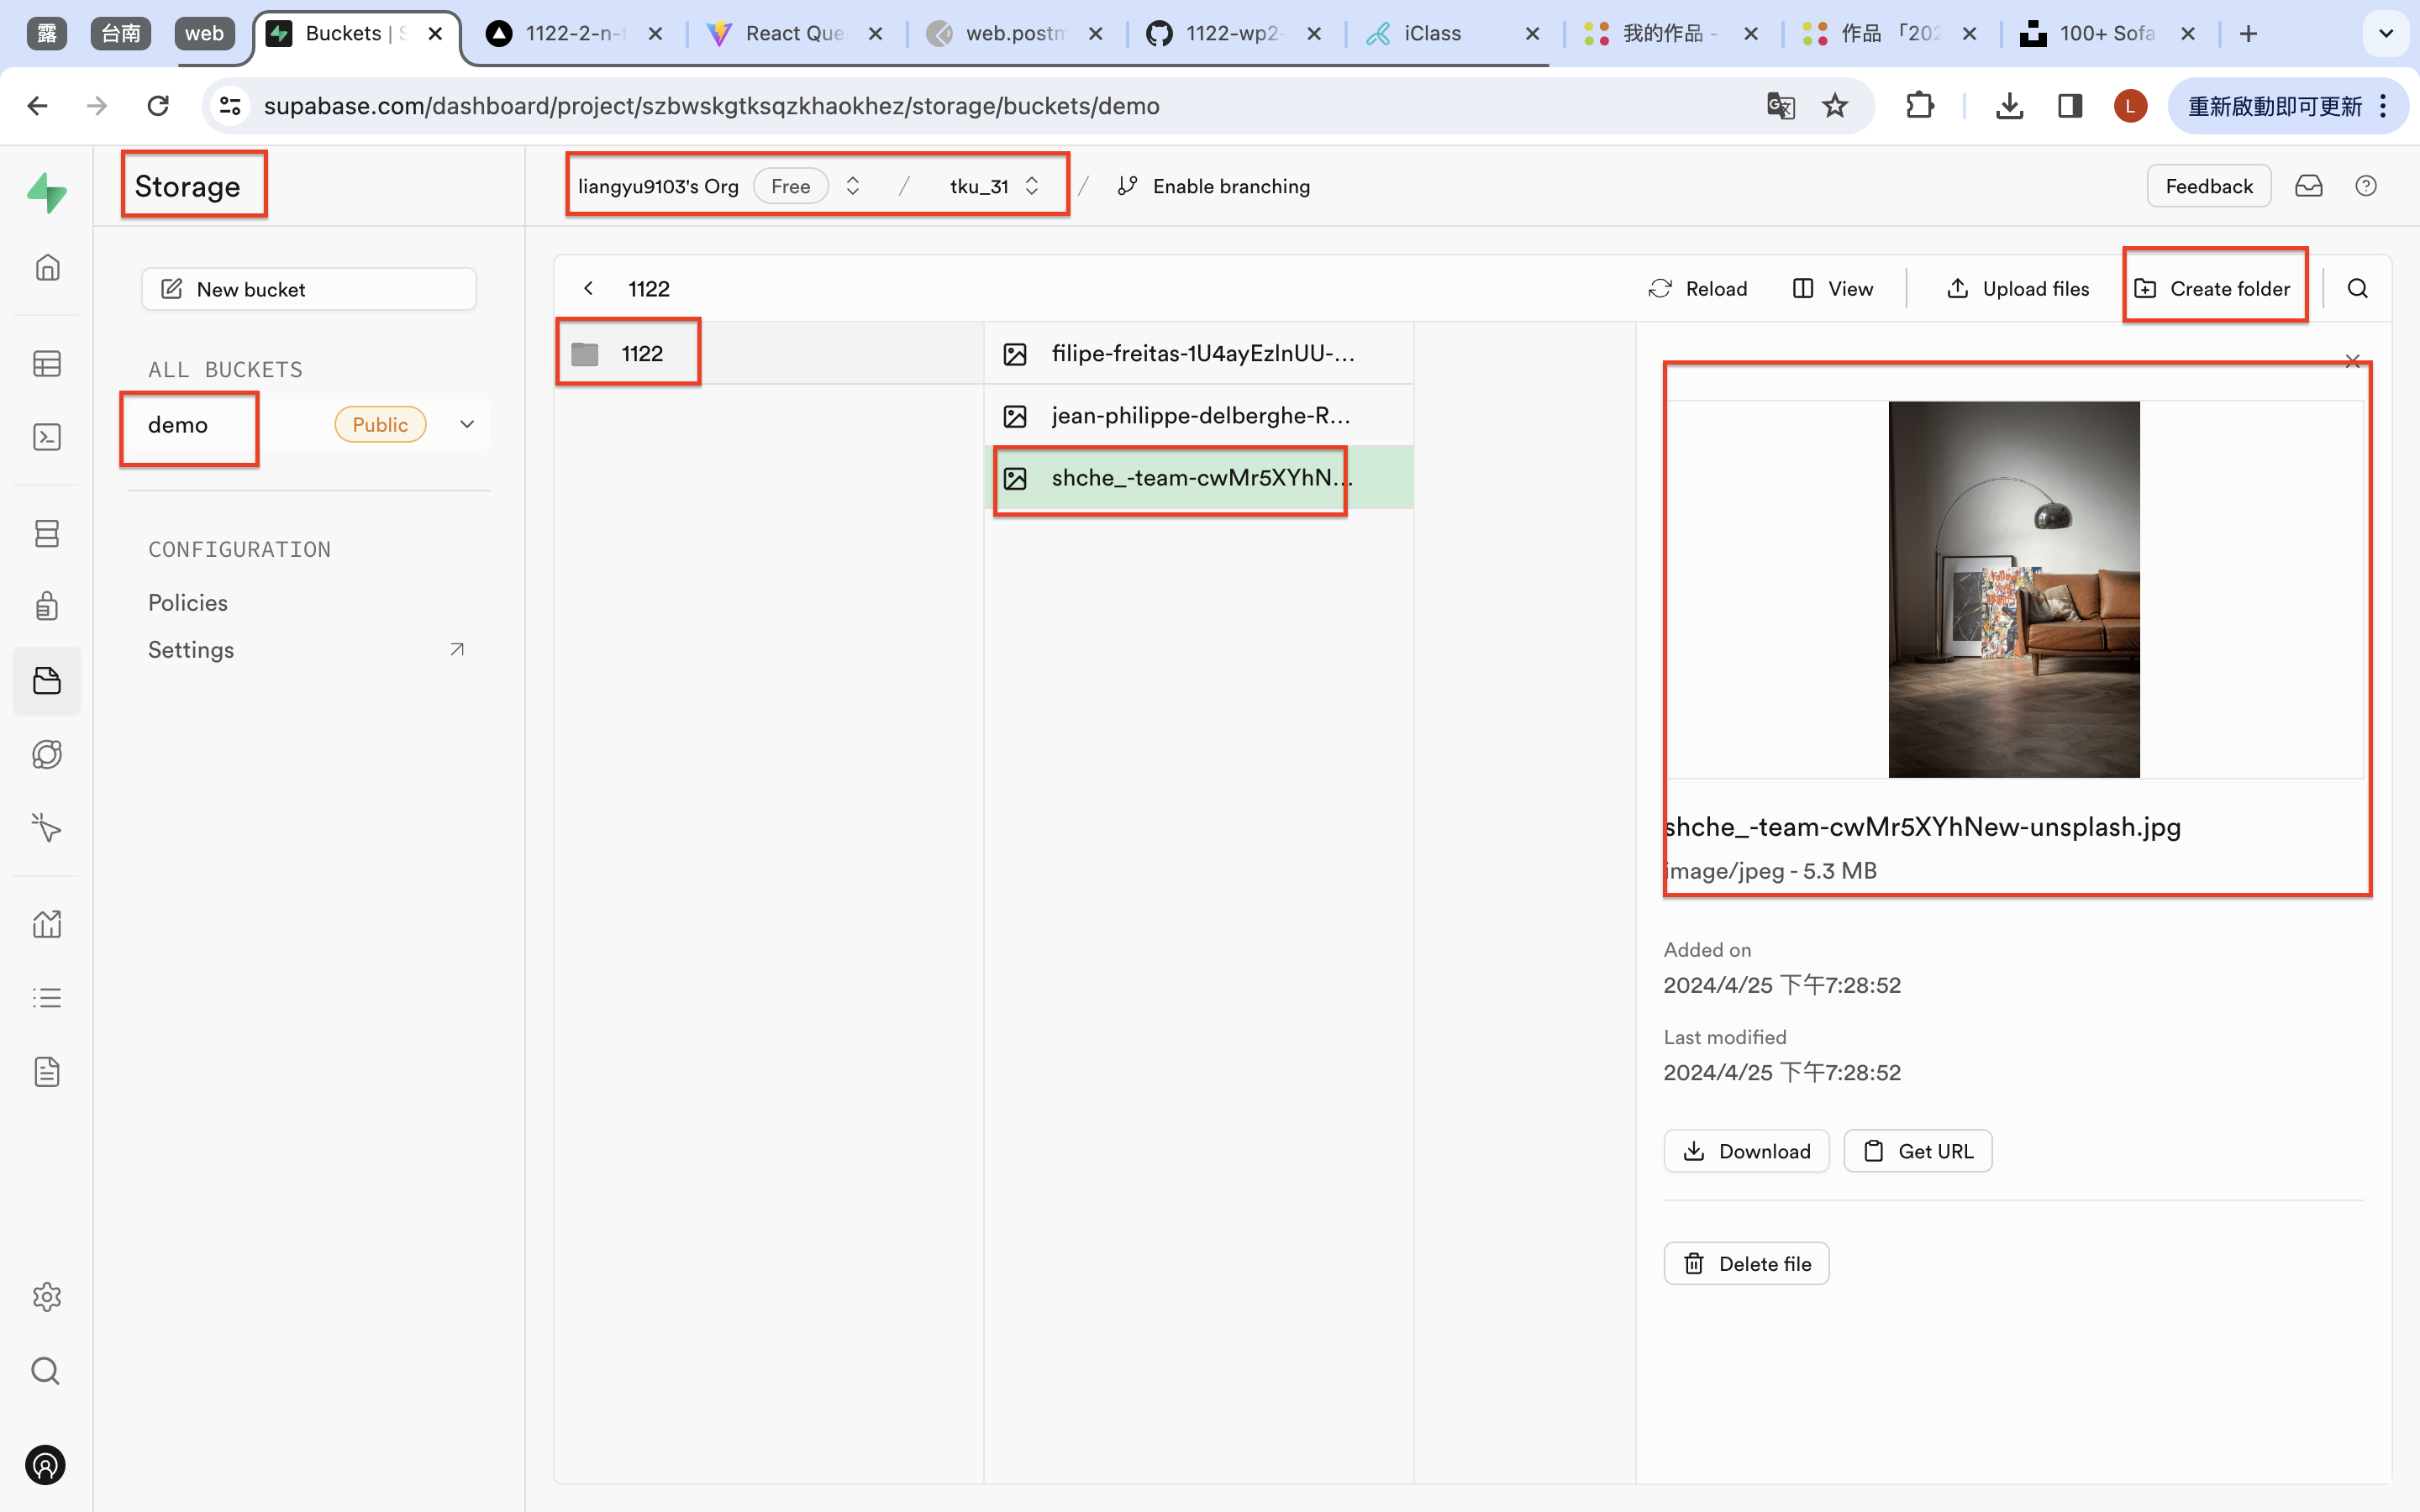 露 台南 web Buckets | S 1122-2-n-t React Que web.postm 1122-wp2- iClass 我的作品 - 作品 「202 100+ Sofa
supabase.com/dashboard/project/szbwskgtksqzkhaokhez/storage/buckets/demo L 重新啟動即可更新
Storage liangyu9103's Org Free / tku_31 / Enable branching Feedback
New bucket
1122 Reload View Upload files Create folder
ALL BUCKETS
demo Public
CONFIGURATION
Policies
Settings
1122
filipe-freitas-1U4ayEzlnUU-...
jean-philippe-delberghe-R...
shche_-team-cwMr5XYhN...
shche_-team-cwMr5XYhNew-unsplash.jpg
image/jpeg - 5.3 MB
Added on
2024/4/25 下午7:28:52
Last modified
2024/4/25 下午7:28:52
Download Get URL
Delete file